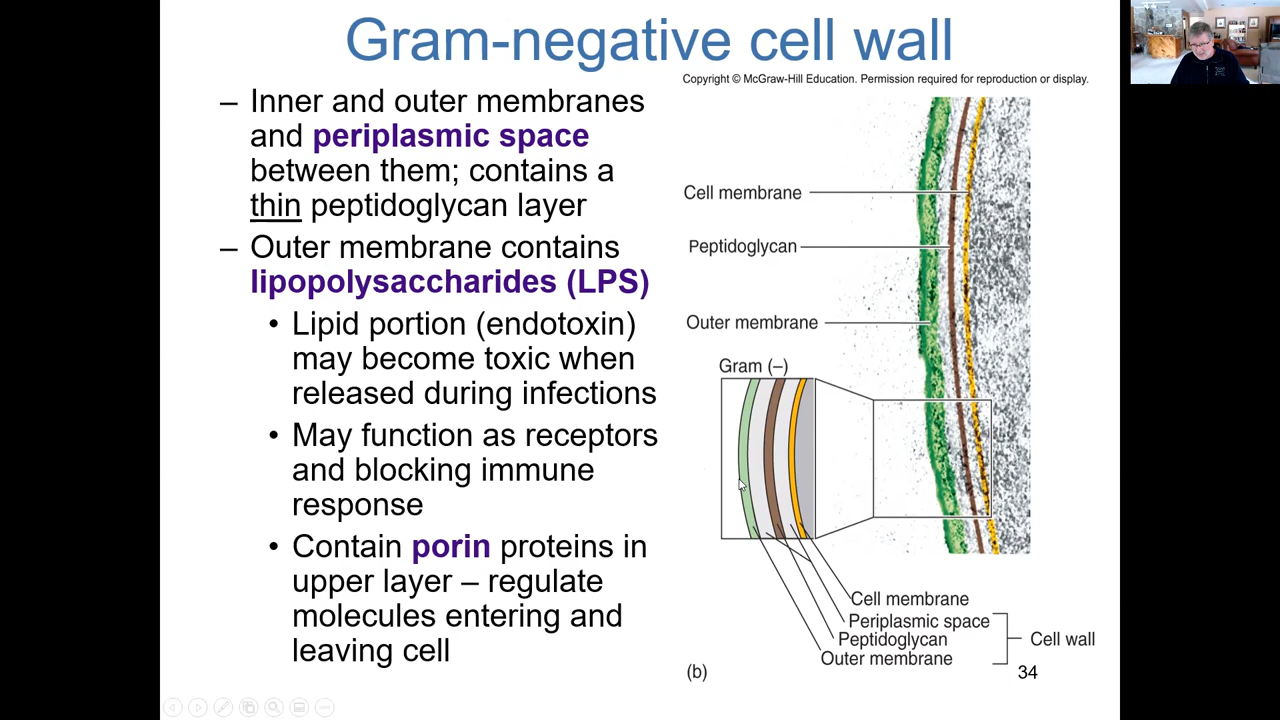 Gram-negative cell wall
Copyright © McGraw-Hill Education. Permission required for reproduction or display.
– Inner and outer membranes
and periplasmic space
between them; contains a
thin peptidoglycan layer
– Outer membrane contains
lipopolysaccharides (LPS)
• Lipid portion (endotoxin)
may become toxic when
released during infections
• May function as receptors
and blocking immune
response
• Contain porin proteins in
upper layer – regulate
molecules entering and
leaving cell
Cell membrane
Peptidoglycan
Outer membrane
Gram (–)
Cell membrane
Periplasmic space
Peptidoglycan
Outer membrane
Cell wall
(b)
34